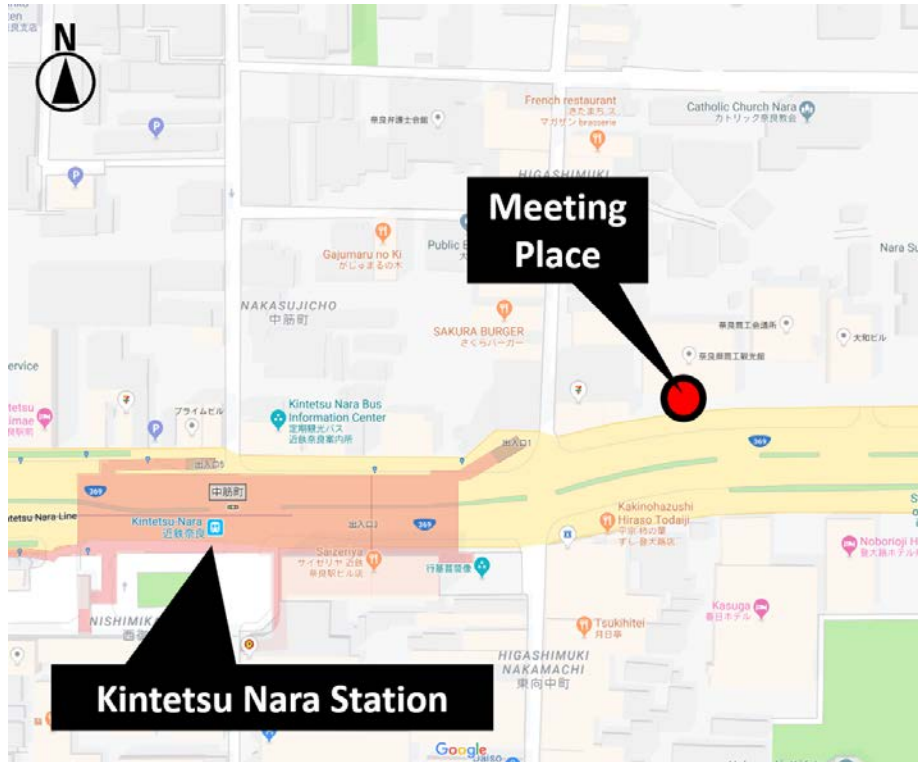 N
奈良支店
奈良弁護士会館
French restaurant
きたまち ス
マガザン brasserie
Catholic Church Nara
カトリック奈良教会
HIGASHIMUKI
Meeting
Place
Gajumaru no Ki
がじゅまるの木
Public
Nara Su
NAKASUJICHO
中筋町
SAKURA BURGER
さくらバーガー
奈良商工会議所
大和ビル
奈良県商工観光館
ervice
プライムビル
Kintetsu Nara Bus
Information Center
定期観光バス
近鉄奈良案内所
出入口1
出入口5
369
369
中筋町
tetsu-Nara Line
Kintetsu-Nara
近鉄奈良
出入口3
369
Kakinohazushi
Hiraso Todaiji
平宗 柿の葉
ずし 登大路店
Saizeriya
サイゼリヤ 近鉄
奈良駅ビル店
行基菩薩像
Noborioji H
登大路ホテル
Kasuga
春日ホテル
NISHIMIK
Tsukihitei
月日亭
HIGASHIMUKI
NAKAMACHI
東向中町
Kintetsu Nara Station
Google
Daiso